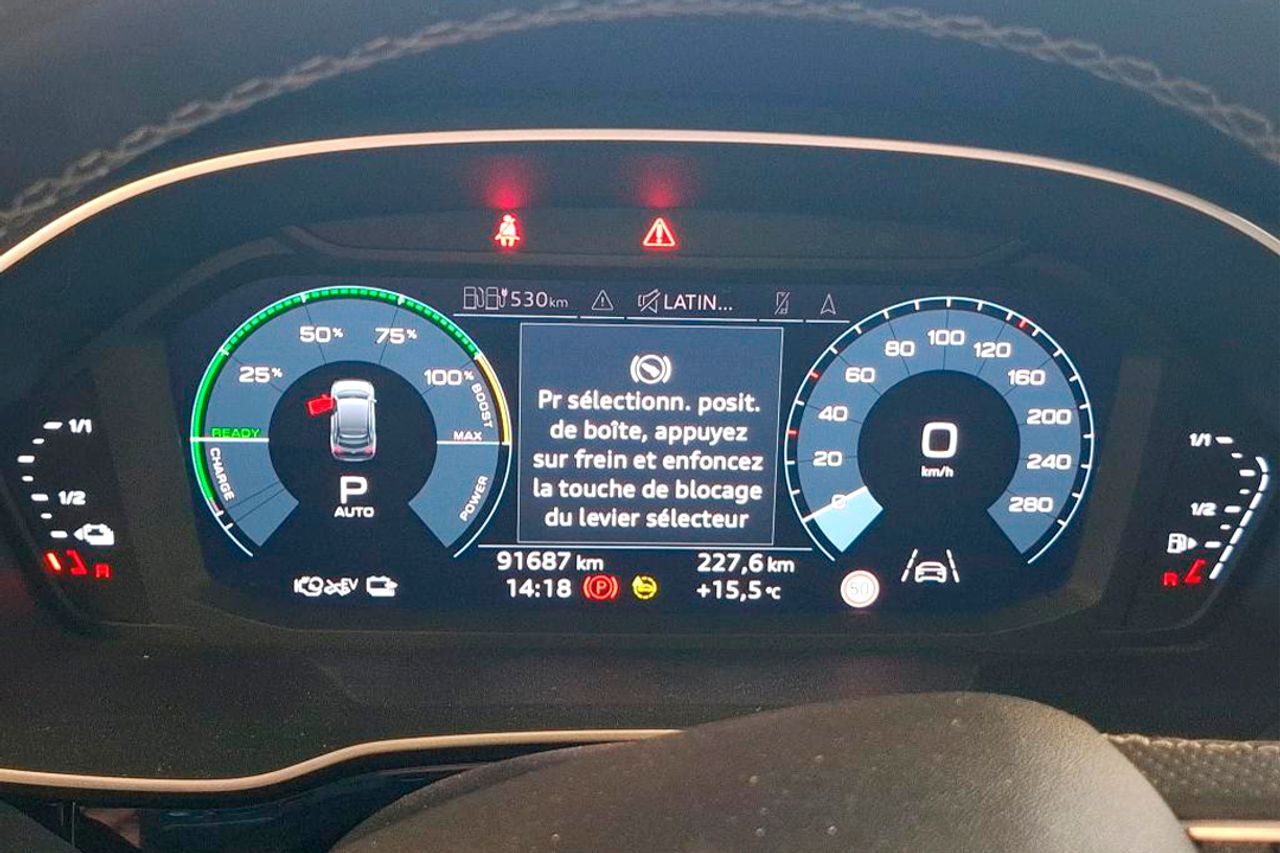 530 km
LATIN...
50%
75%
25%
100%
BOOST
READY
MAX
CHARGE
POWER
P
AUTO
Pr sélectionn. posit.
de boîte, appuyez
sur frein et enfoncez
la touche de blocage
du levier sélecteur
100
80
120
60
160
40
200
20
240
0
280
0
km/h
1/1
1/2
R
1/1
1/2
R
91687 km
227,6 km
14:18
P
+15,5 °C
50
EV